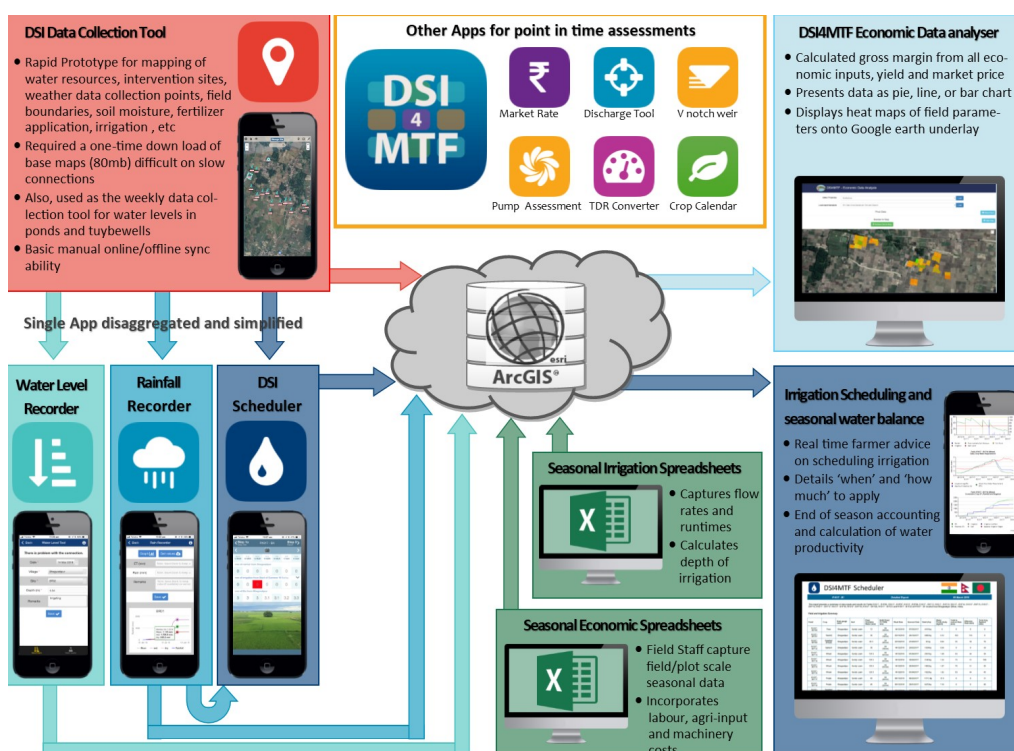 DSI Data Collection Tool
• Rapid Prototype for mapping of
water resources, intervention sites,
weather data collection points, field
boundaries, soil moisture, fertilizer
application, irrigation , etc
• Required a one-time down load of
base maps (80mb) difficult on slow
connections
• Also, used as the weekly data col-
lection tool for water levels in
ponds and tuybewells
• Basic manual online/offline sync
ability
Other Apps for point in time assessments
DSI
4
MTF
Market Rate
Discharge Tool
V notch weir
Pump Assessment
TDR Converter
Crop Calendar
DSI4MTF Economic Data analyser
• Calculated gross margin from all eco-
nomic inputs, yield and market price
• Presents data as pie, line, or bar chart
• Displays heat maps of field parame-
ters onto Google earth underlay
Single App disaggregated and simplified
esri
ArcGIS®
Water Level
Recorder
Rainfall
Recorder
DSI
Scheduler
Seasonal Irrigation Spreadsheets
• Captures flow
rates and
runtimes
• Calculates
depth of
irrigation
Seasonal Economic Spreadsheets
• Field Staff capture
field/plot scale
seasonal data
• Incorporates
labour, agri-input
and machinery
costs
Irrigation Scheduling and
seasonal water balance
• Real time farmer advice
on scheduling irrigation
• Details ‘when’ and ‘how
much’ to apply
• End of season accounting
and calculation of water
productivity
DSI4MTF Scheduler